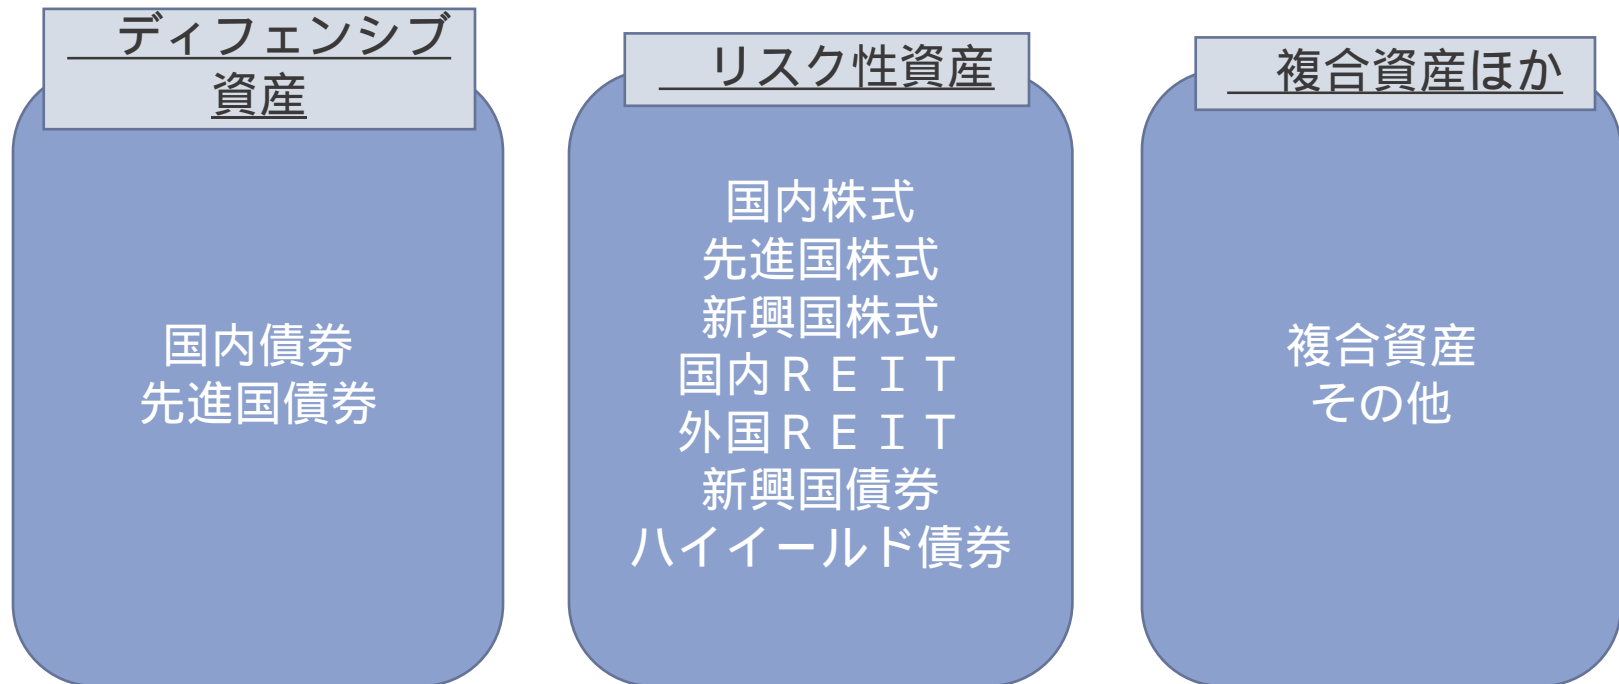 ディフェンシブ
資産
国内債券
先進国債券
リスク性資産
国内株式
先進国株式
新興国株式
国内ＲＥＩＴ
外国ＲＥＩＴ
新興国債券
ハイイールド債券
複合資産ほか
複合資産
その他